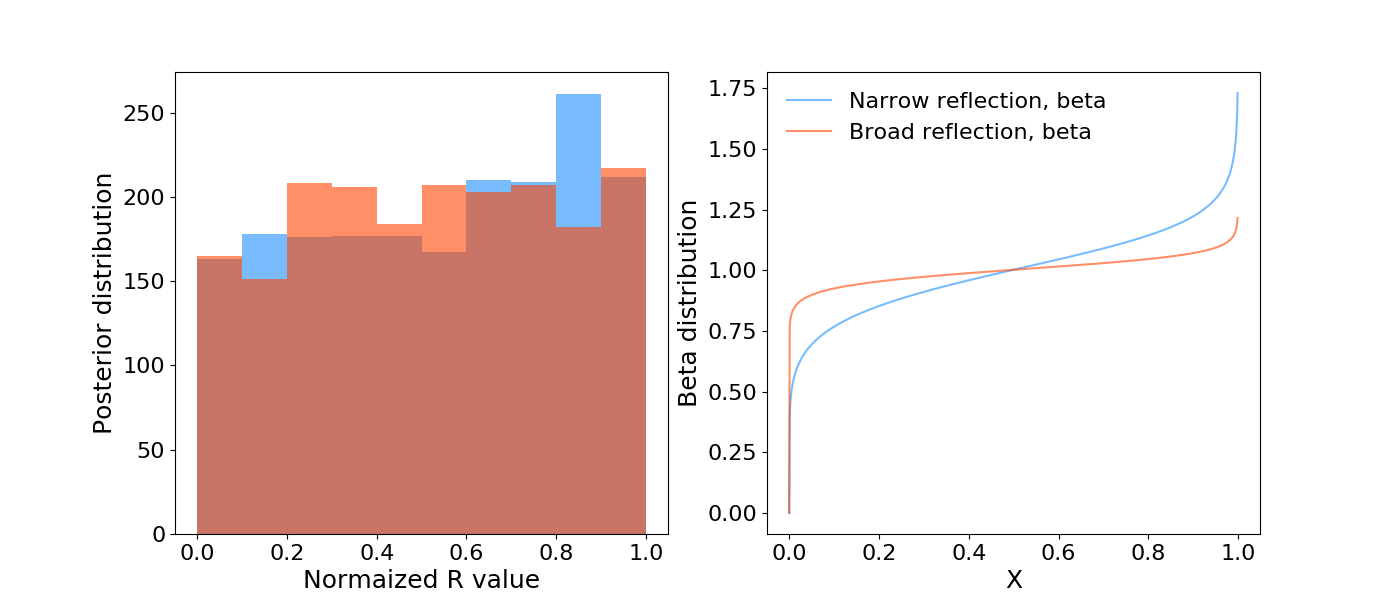 Posterior distribution
250
200
150
100
50
0
0.0 0.2 0.4 0.6 0.8 1.0
Normaized R value
Beta distribution
1.75
1.50
1.25
1.00
0.75
0.50
0.25
0.00
Narrow reflection, beta
Broad reflection, beta
0.0 0.2 0.4 0.6 0.8 1.0
X